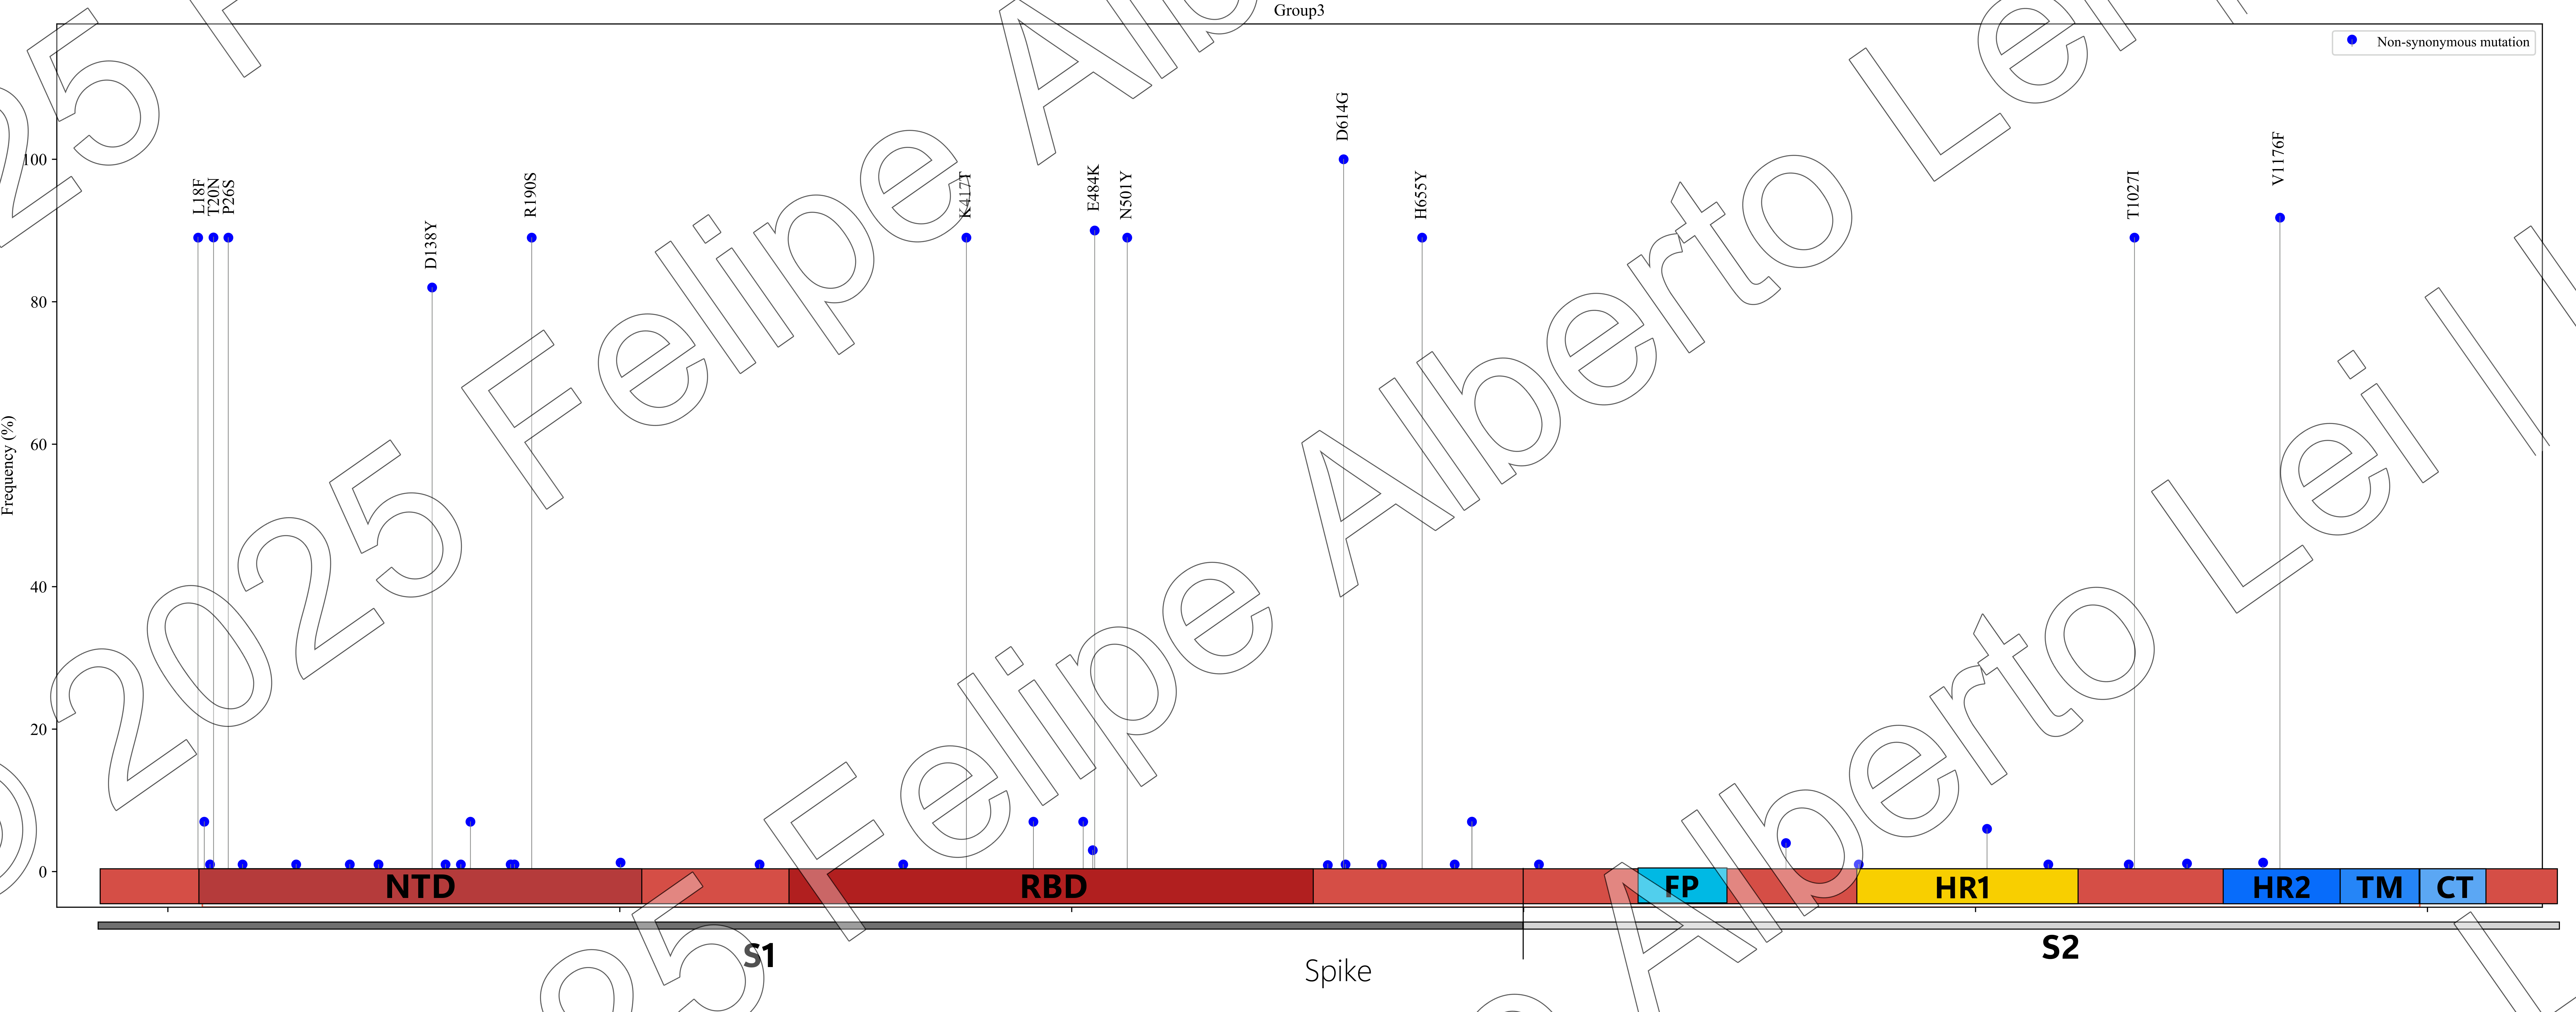 Group3
Non-synonymous mutation
Frequency (%)
100
80
60
40
20
0
L18F
T20N
P26S
D138Y
R190S
K417T
E484K
N501Y
D614G
H655Y
T1027I
V1176F
NTD RBD FP HR1 HR2 TM CT
S1 S2
Spike
2025 Felipe Alberto Lei
25 Felipe Alberto Lei